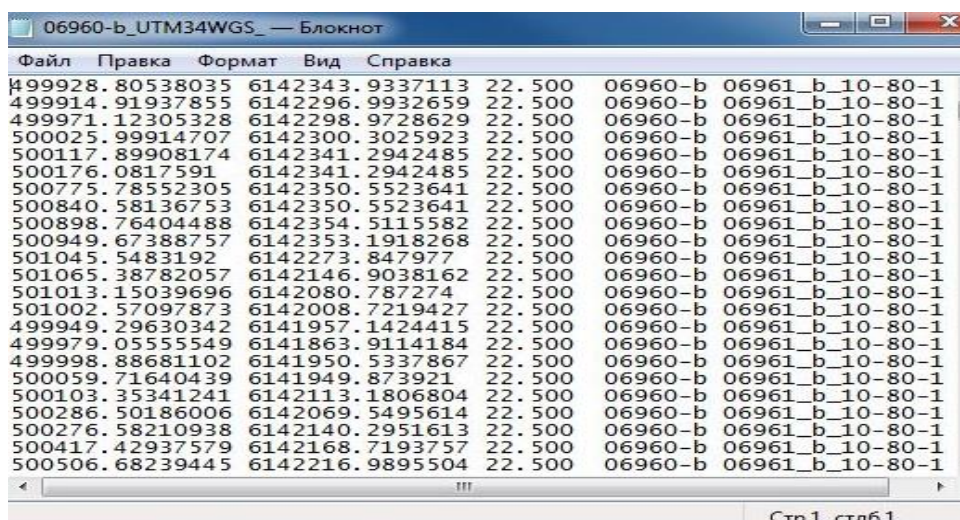 06960-b_UTM34WGS_ — Блокнот
Файл Правка Формат Вид Справка
499928.80538035 6142343.9337113 22.500 06960-b 06961_b_10-80-1
499914.91937855 6142296.9932659 22.500 06960-b 06961_b_10-80-1
499971.12305328 6142298.9728629 22.500 06960-b 06961_b_10-80-1
500025.99914707 6142300.3025923 22.500 06960-b 06961_b_10-80-1
500117.89908174 6142341.2942485 22.500 06960-b 06961_b_10-80-1
500176.0817591 6142341.2942485 22.500 06960-b 06961_b_10-80-1
500775.78552305 6142350.5523641 22.500 06960-b 06961_b_10-80-1
500840.58136753 6142350.5523641 22.500 06960-b 06961_b_10-80-1
500898.76404488 6142354.5115582 22.500 06960-b 06961_b_10-80-1
500949.67388757 6142353.1918268 22.500 06960-b 06961_b_10-80-1
501045.5483192 6142273.847977 22.500 06960-b 06961_b_10-80-1
501065.38782057 6142146.9038162 22.500 06960-b 06961_b_10-80-1
501013.15039696 6142080.787274 22.500 06960-b 06961_b_10-80-1
501002.57097873 6142008.7219427 22.500 06960-b 06961_b_10-80-1
499949.29630342 6141957.1424415 22.500 06960-b 06961_b_10-80-1
499979.05555549 6141863.9114184 22.500 06960-b 06961_b_10-80-1
499998.88681102 6141950.5337867 22.500 06960-b 06961_b_10-80-1
500059.71640439 6141949.873921 22.500 06960-b 06961_b_10-80-1
500103.35341241 6142113.1806804 22.500 06960-b 06961_b_10-80-1
500286.50186006 6142069.5495614 22.500 06960-b 06961_b_10-80-1
500276.58210938 6142140.2951613 22.500 06960-b 06961_b_10-80-1
500417.42937579 6142168.7193757 22.500 06960-b 06961_b_10-80-1
500506.68239445 6142216.9895504 22.500 06960-b 06961_b_10-80-1
Стр 1, стлб 1